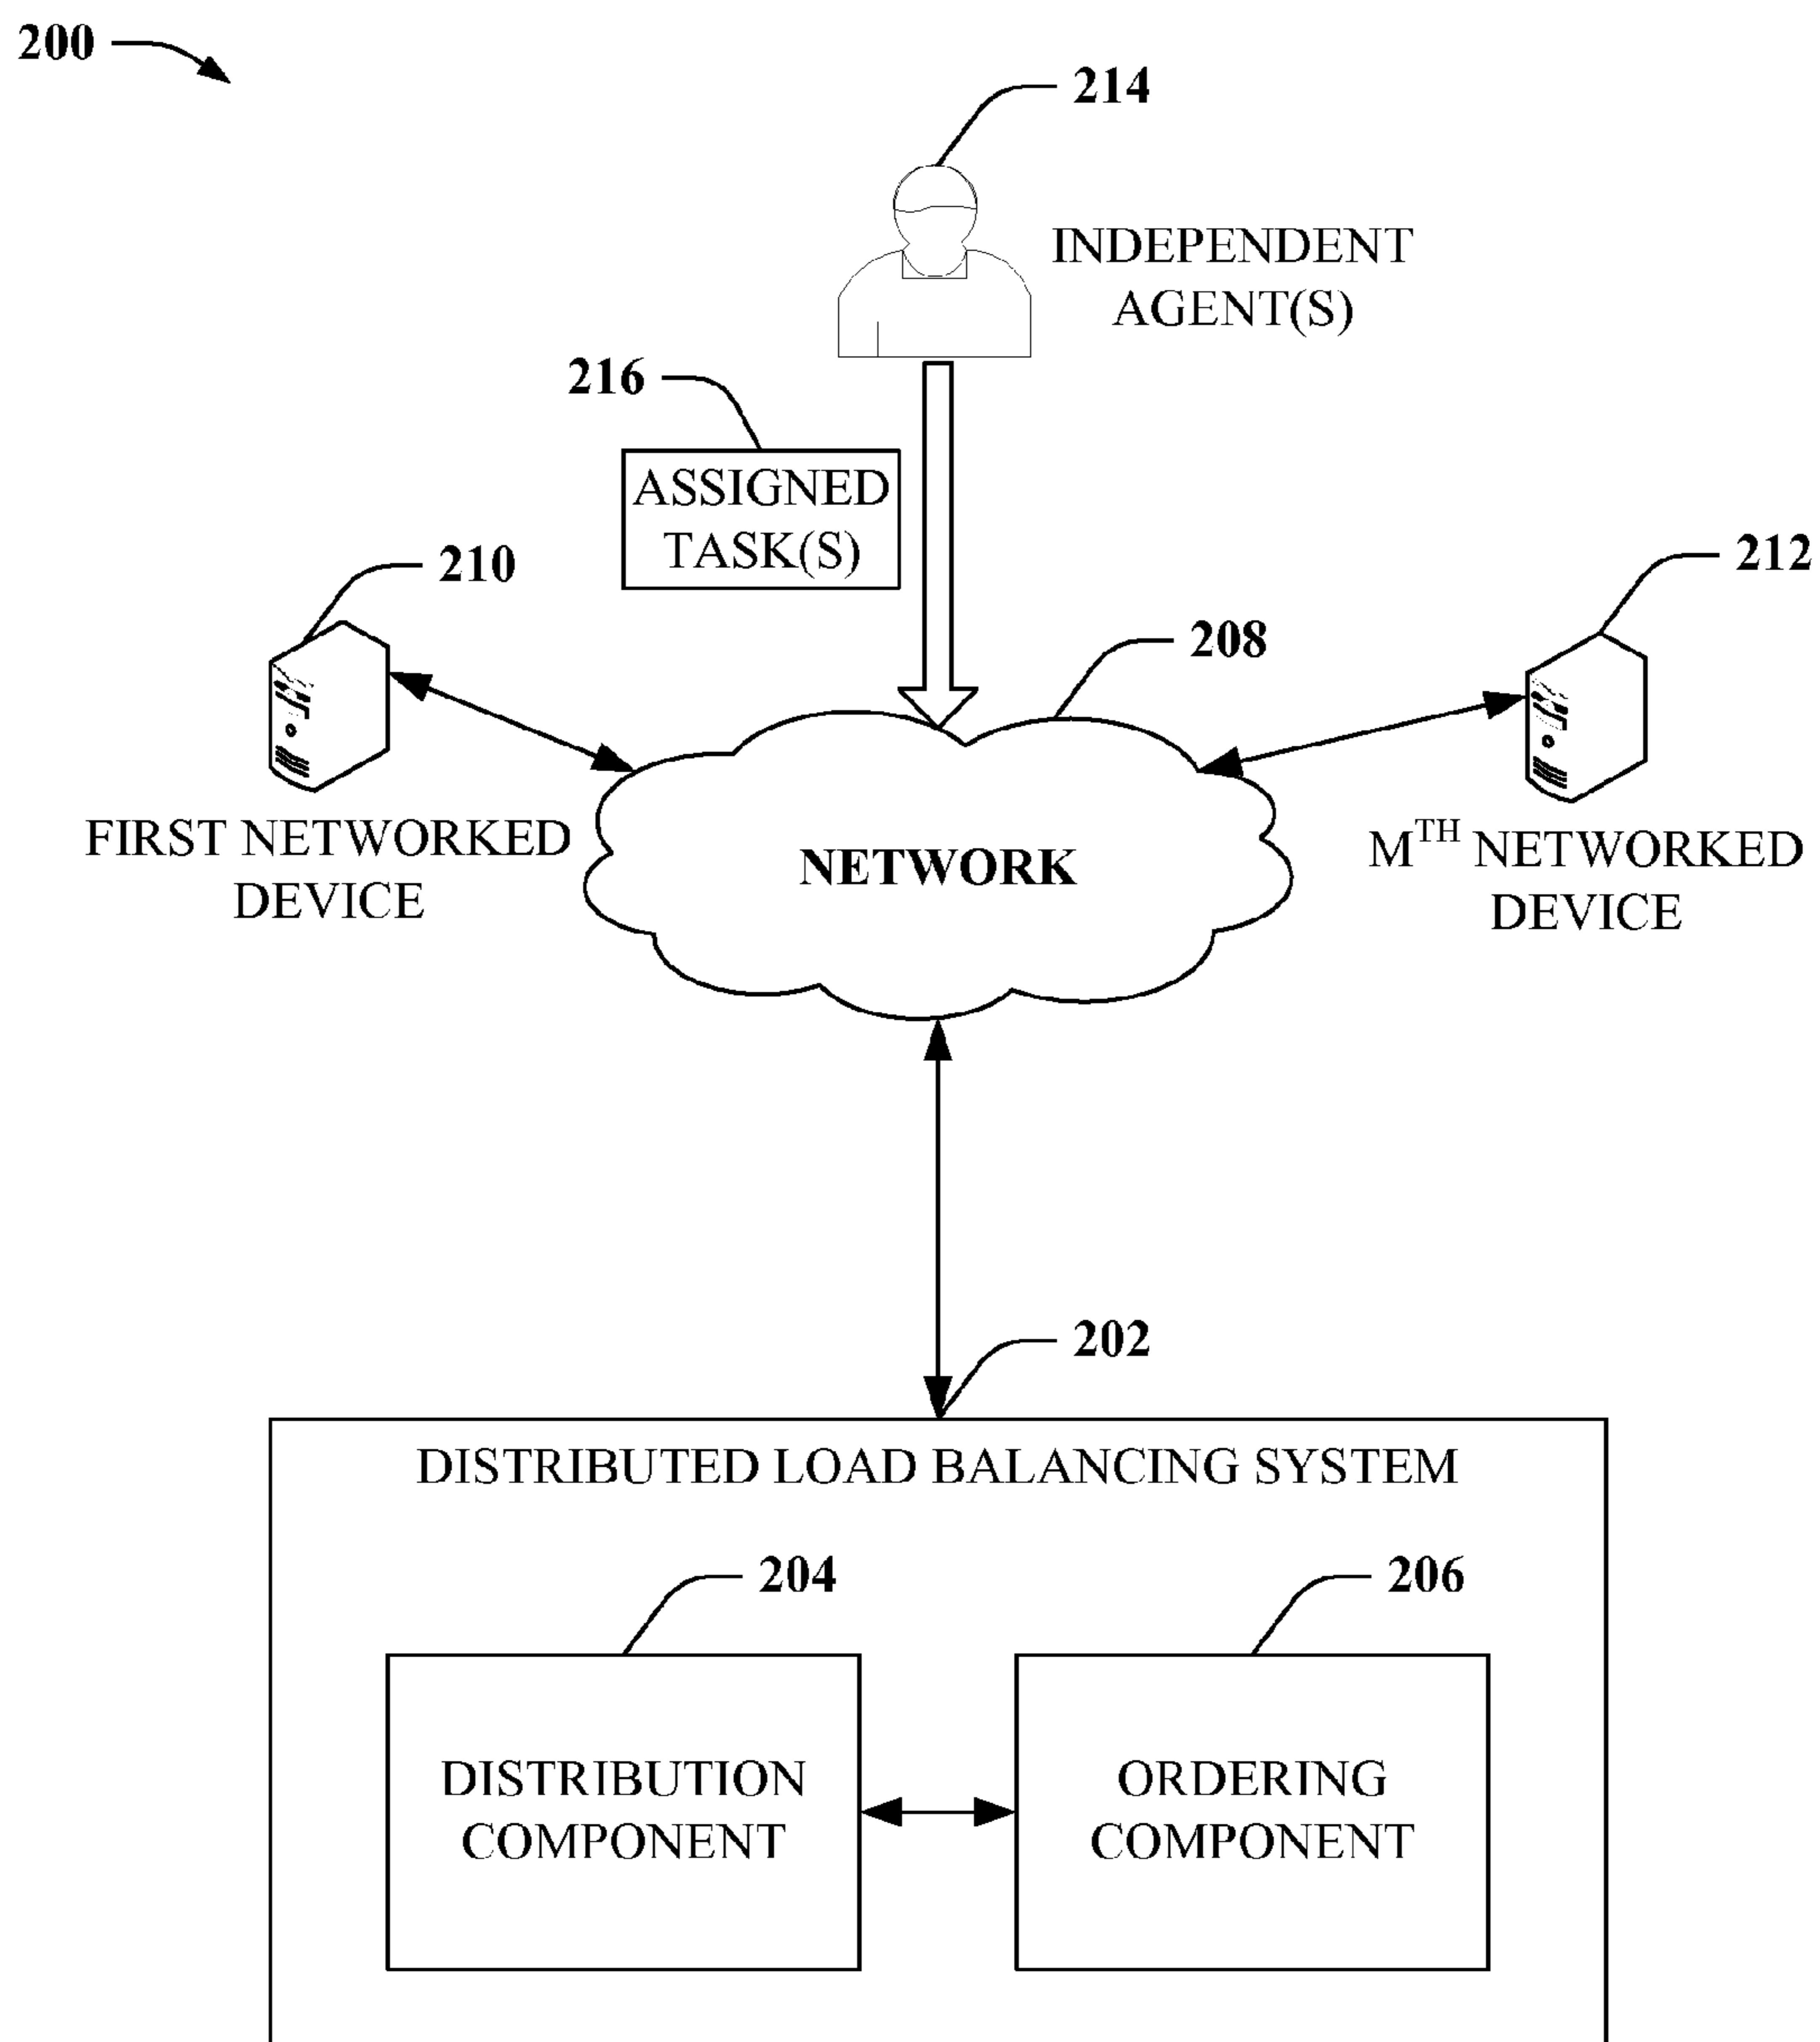 200
214
INDEPENDENT
AGENT(S)
216
ASSIGNED
TASK(S)
210
212
208
FIRST NETWORKED
DEVICE
NETWORK
Mᵀᴴ NETWORKED
DEVICE
202
DISTRIBUTED LOAD BALANCING SYSTEM
204
206
DISTRIBUTION
COMPONENT
ORDERING
COMPONENT